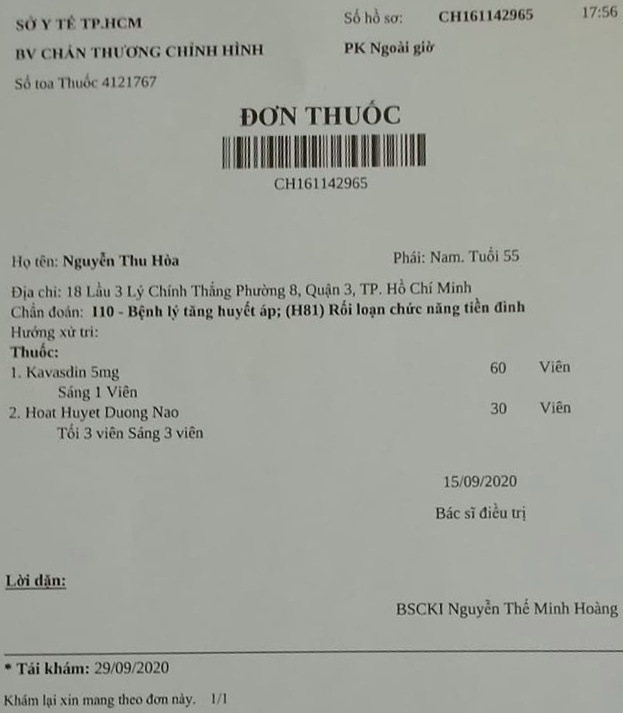 SỞ Y TẾ TP.HCM
Số hồ sơ: CH161142965 17:56
BV CHẤN THƯƠNG CHỈNH HÌNH
PK Ngoài giờ
Số toa Thuốc 4121767
ĐƠN THUỐC
CH161142965
Họ tên: Nguyễn Thu Hòa Phái: Nam. Tuổi 55
Địa chỉ: 18 Lầu 3 Lý Chính Thắng Phường 8, Quận 3, TP. Hồ Chí Minh
Chẩn đoán: I10 - Bệnh lý tăng huyết áp; (H81) Rối loạn chức năng tiền đình
Hướng xử trí:
Thuốc:
1. Kavasdin 5mg 60 Viên
Sáng 1 Viên
2. Hoat Huyet Duong Nao 30 Viên
Tối 3 viên Sáng 3 viên
15/09/2020
Bác sĩ điều trị
Lời dặn:
BSCKI Nguyễn Thế Minh Hoàng
* Tái khám: 29/09/2020
Khám lại xin mang theo đơn này. 1/1